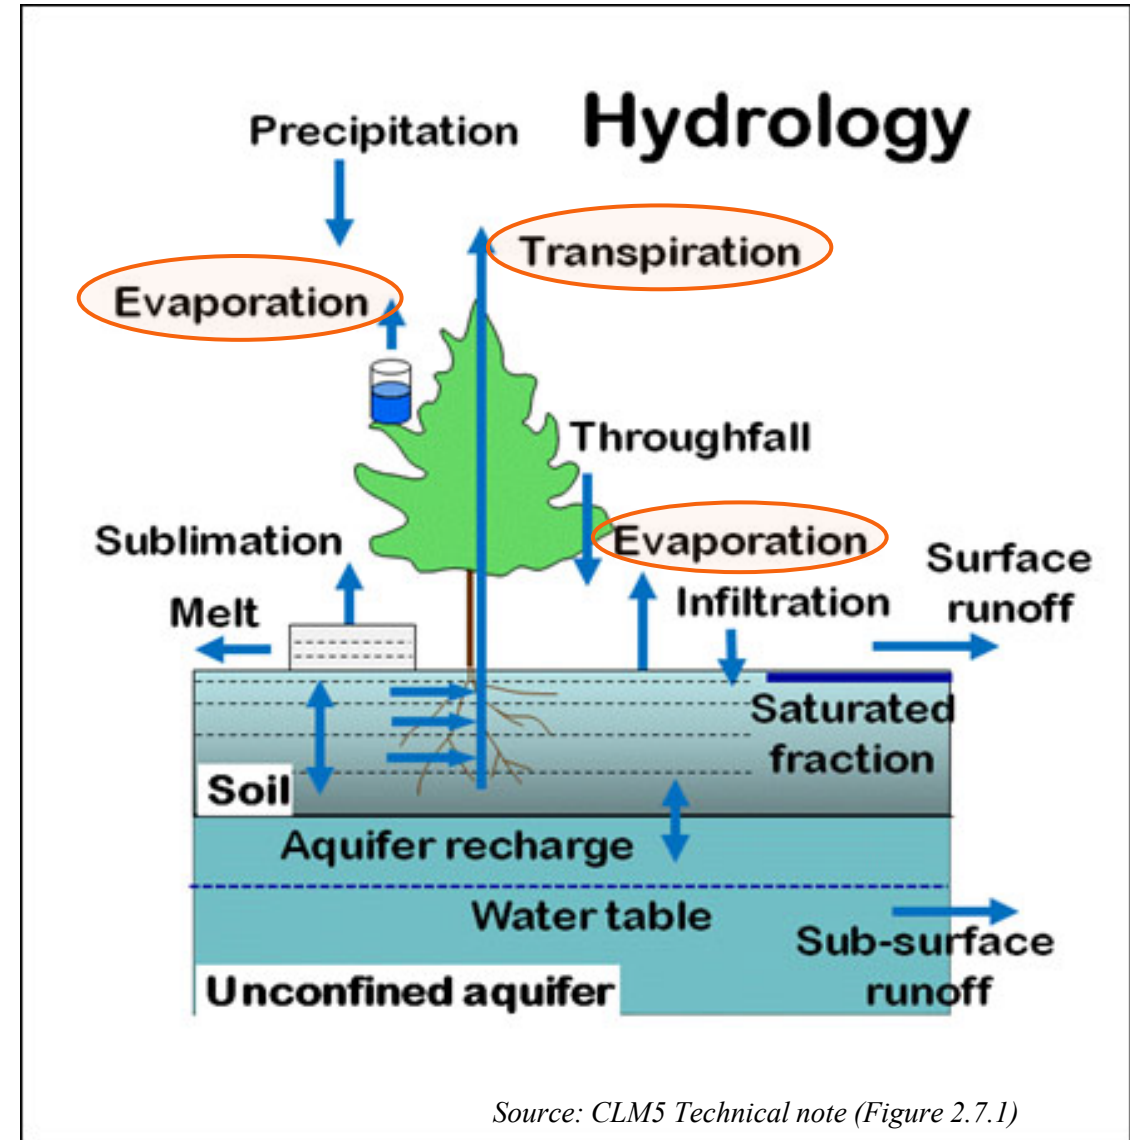 Hydrology
Precipitation
Transpiration
Evaporation
Throughfall
Sublimation
Evaporation
Surface
runoff
Melt
Infiltration
Saturated
fraction
Soil
Aquifer recharge
Water table
Sub-surface
runoff
Unconfined aquifer
Source: CLM5 Technical note (Figure 2.7.1)